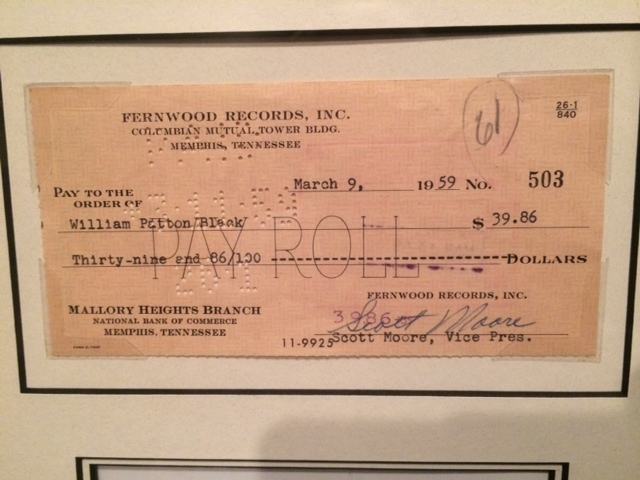 FERNWOOD RECORDS, INC.
COLUMBIAN MUTUAL TOWER BLDG.
MEMPHIS, TENNESSEE
61
26-1
840
March 9, 1959 No. 503
PAY TO THE
ORDER OF
William Patton/Black/ $ 39.86
PAY ROLL
Thirty-nine and 86/100 DOLLARS
FERNWOOD RECORDS, INC.
MALLORY HEIGHTS BRANCH
NATIONAL BANK OF COMMERCE
MEMPHIS, TENNESSEE
3986
Scott Moore
11-9925 Scott Moore, Vice Pres.